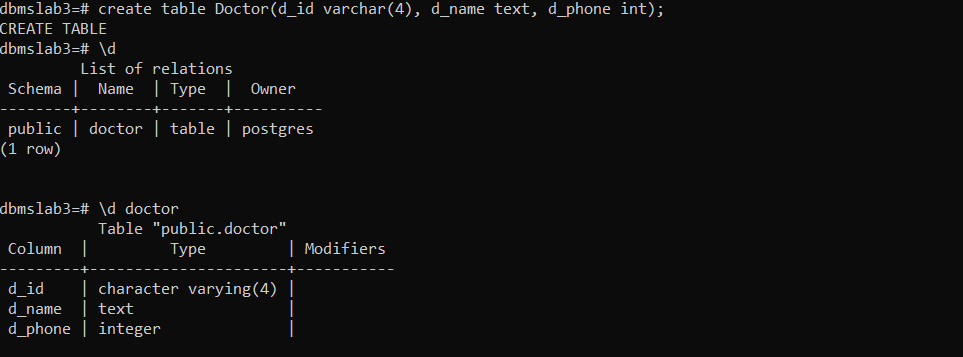 dbmslab3=# create table Doctor(d_id varchar(4), d_name text, d_phone int);
CREATE TABLE
dbmslab3=# \d
         List of relations
 Schema |  Name  | Type  |  Owner
--------+--------+-------+----------
 public | doctor | table | postgres
(1 row)
dbmslab3=# \d doctor
           Table "public.doctor"
 Column  |         Type         | Modifiers
---------+----------------------+-----------
 d_id    | character varying(4) |
 d_name  | text                 |
 d_phone | integer              |